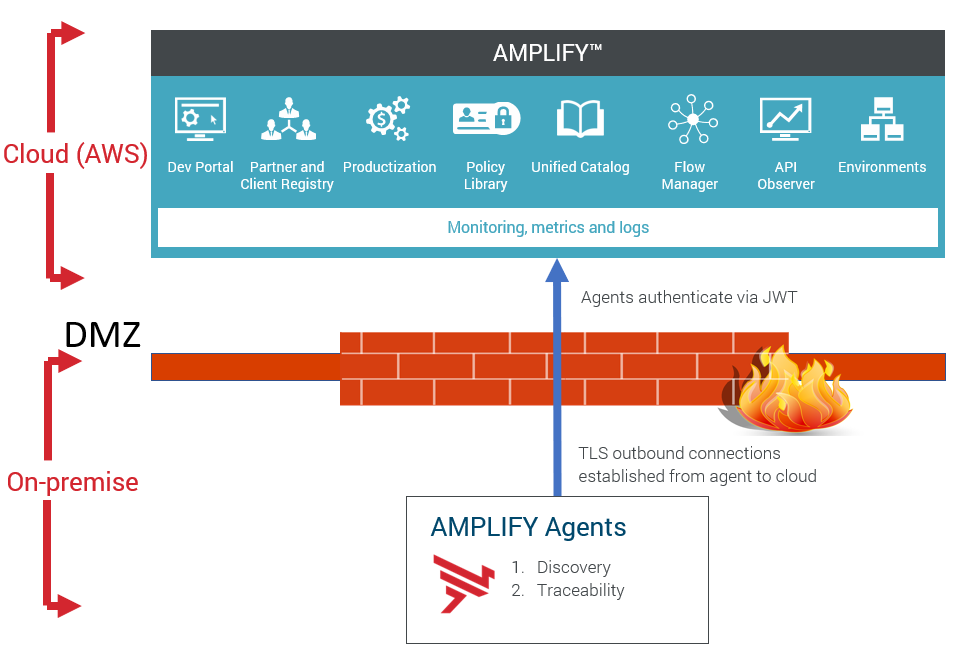 AMPLIFY™
Cloud (AWS)
Dev Portal
Partner and
Client Registry
Productization
Policy
Library
Unified Catalog
Flow
Manager
API
Observer
Environments
Monitoring, metrics and logs
Agents authenticate via JWT
DMZ
TLS outbound connections
established from agent to cloud
On-premise
AMPLIFY Agents
1. Discovery
2. Traceability